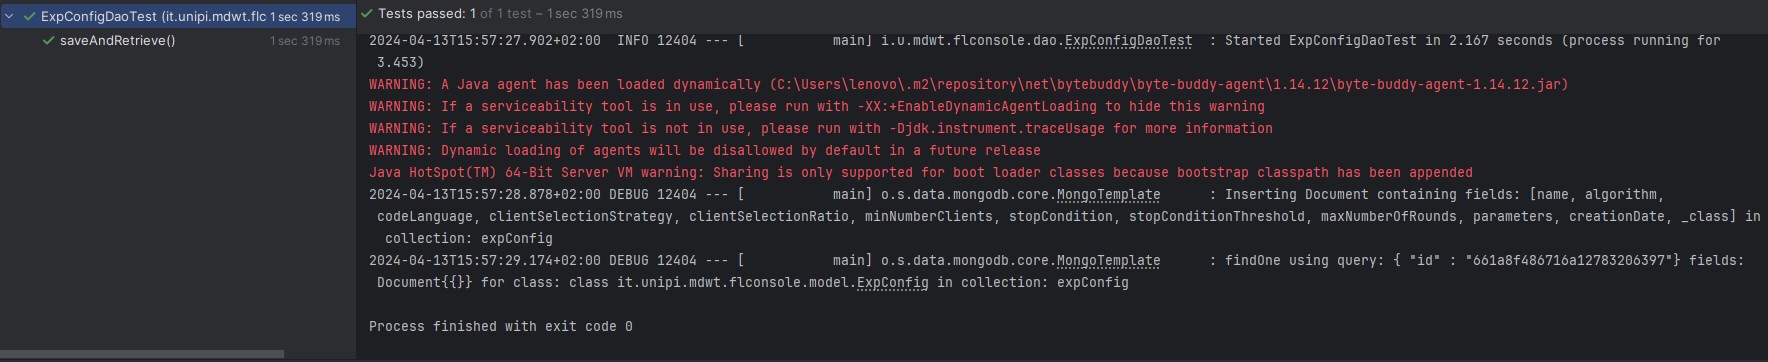 ExpConfigDaoTest (it.unipi.mdwt.flc 1 sec 319 ms
saveAndRetrieve() 1 sec 319 ms
Tests passed: 1 of 1 test – 1 sec 319 ms
2024-04-13T15:57:27.902+02:00  INFO 12404 --- [           main] i.u.mdwt.flconsole.dao.ExpConfigDaoTest  : Started ExpConfigDaoTest in 2.167 seconds (process running for
3.453)
WARNING: A Java agent has been loaded dynamically (C:\Users\lenovo\.m2\repository\net\bytebuddy\byte-buddy-agent\1.14.12\byte-buddy-agent-1.14.12.jar)
WARNING: If a serviceability tool is in use, please run with -XX:+EnableDynamicAgentLoading to hide this warning
WARNING: If a serviceability tool is not in use, please run with -Djdk.instrument.traceUsage for more information
WARNING: Dynamic loading of agents will be disallowed by default in a future release
Java HotSpot(TM) 64-Bit Server VM warning: Sharing is only supported for boot loader classes because bootstrap classpath has been appended
2024-04-13T15:57:28.878+02:00 DEBUG 12404 --- [           main] o.s.data.mongodb.core.MongoTemplate      : Inserting Document containing fields: [name, algorithm,
codeLanguage, clientSelectionStrategy, clientSelectionRatio, minNumberClients, stopCondition, stopConditionThreshold, maxNumberOfRounds, parameters, creationDate, _class] in
collection: expConfig
2024-04-13T15:57:29.174+02:00 DEBUG 12404 --- [           main] o.s.data.mongodb.core.MongoTemplate      : findOne using query: { "id" : "661a8f486716a12783206397"} fields:
Document{{}} for class: class it.unipi.mdwt.flconsole.model.ExpConfig in collection: expConfig
Process finished with exit code 0